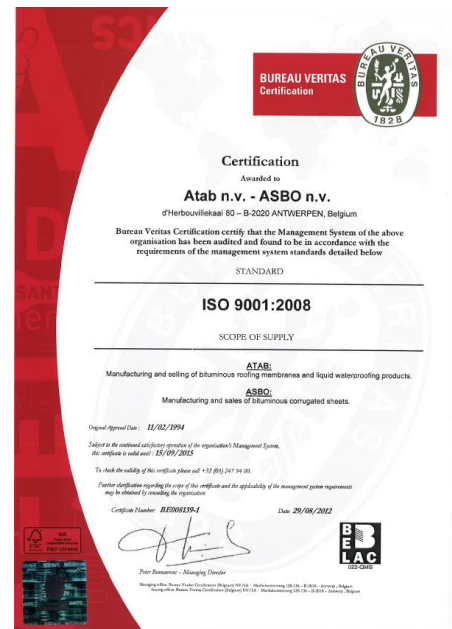 BUREAU VERITAS
Certification
BUREAU VERITAS
1828
Certification
Awarded to
Atab n.v. - ASBO n.v.
d'Herbouvillekaai 80 – B-2020 ANTWERPEN, Belgium
Bureau Veritas Certification certify that the Management System of the above
organisation has been audited and found to be in accordance with the
requirements of the management system standards detailed below
STANDARD
ISO 9001:2008
SCOPE OF SUPPLY
ATAB:
Manufacturing and selling of bituminous roofing membranes and liquid waterproofing products.
ASBO:
Manufacturing and sales of bituminous corrugated sheets.
Original Approval Date : 11/02/1994
Subject to the continued satisfactory operation of the organisation's Management System,
this certificate is valid until : 15/09/2015
To check the validity of this certificate please call +32 (03) 247 94 00.
Further clarification regarding the scope of this certificate and the applicability of the management system requirements
may be obtained by consulting the organisation
Certificate Number: BE008139-1 Date: 29/08/2012
Peter Boonaerme – Managing Director
BELAC
022-QMS
FSC